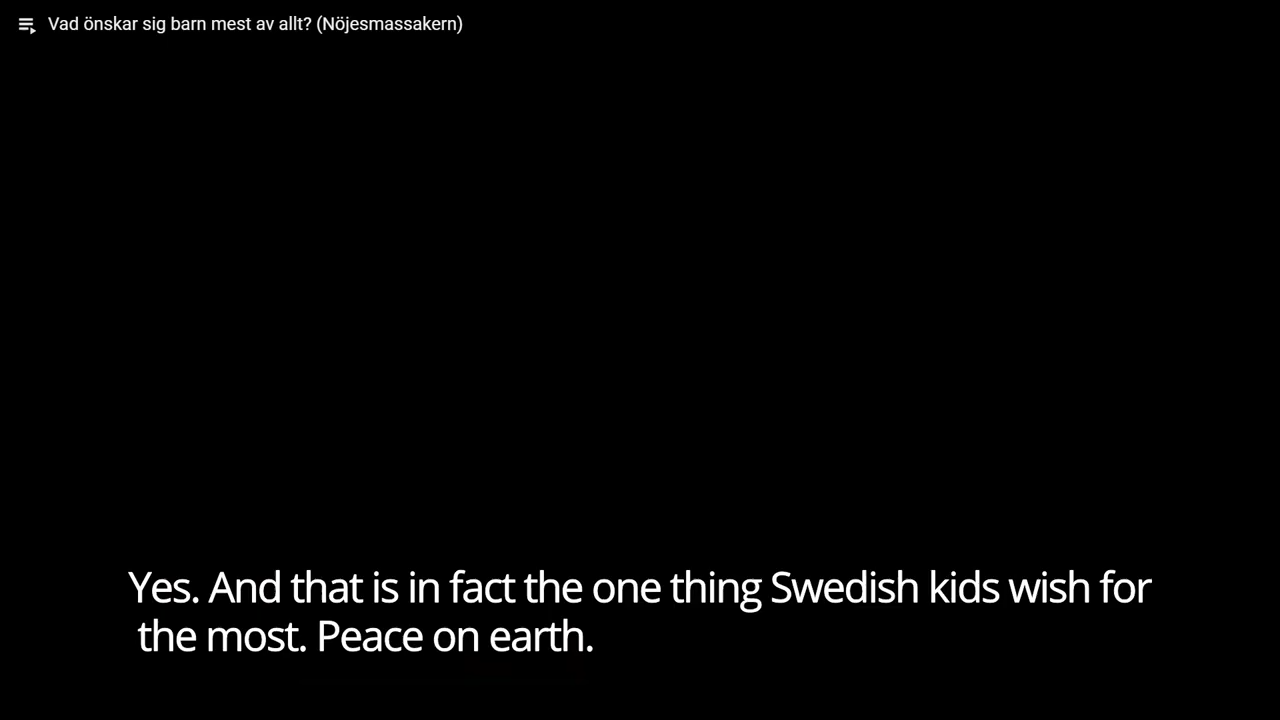 Vad önskar sig barn mest av allt? (Nöjesmassakern)
Yes. And that is in fact the one thing Swedish kids wish for
the most. Peace on earth.